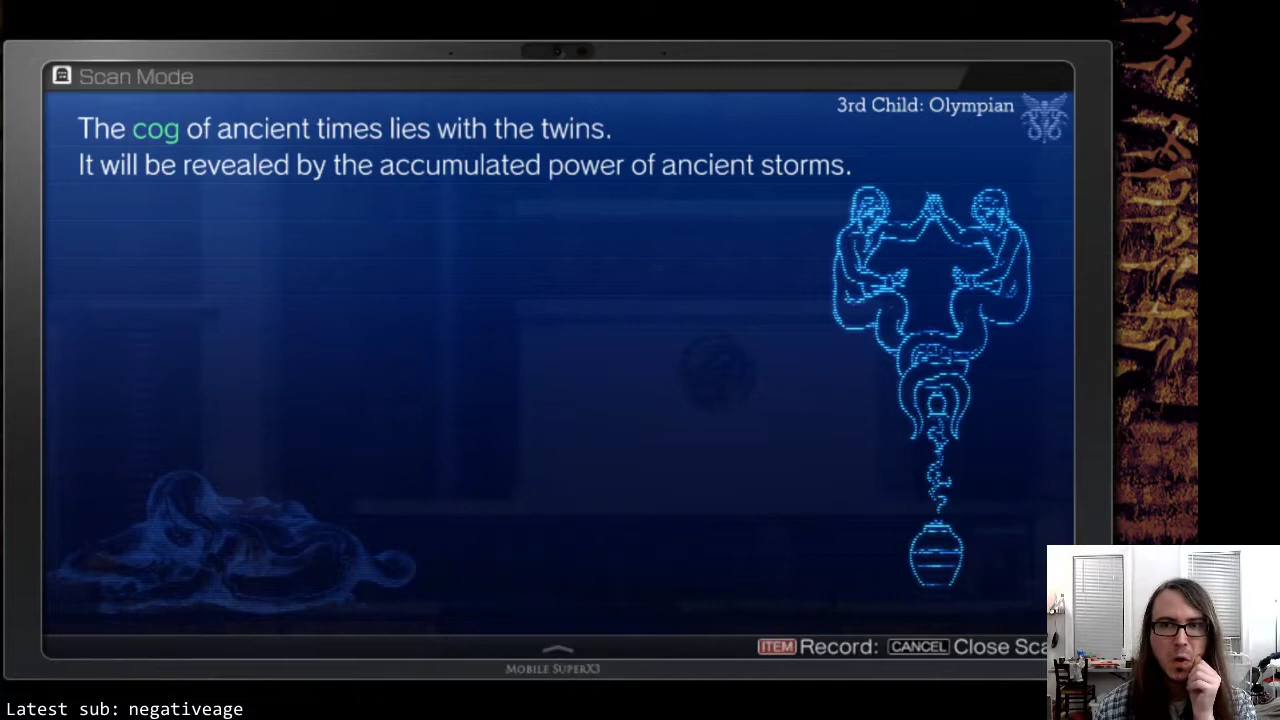 Scan Mode
3rd Child: Olympian
The cog of ancient times lies with the twins.
It will be revealed by the accumulated power of ancient storms.
ITEM Record: CANCEL Close Sca
MOBILE SUPERX3
Latest sub: negativeage